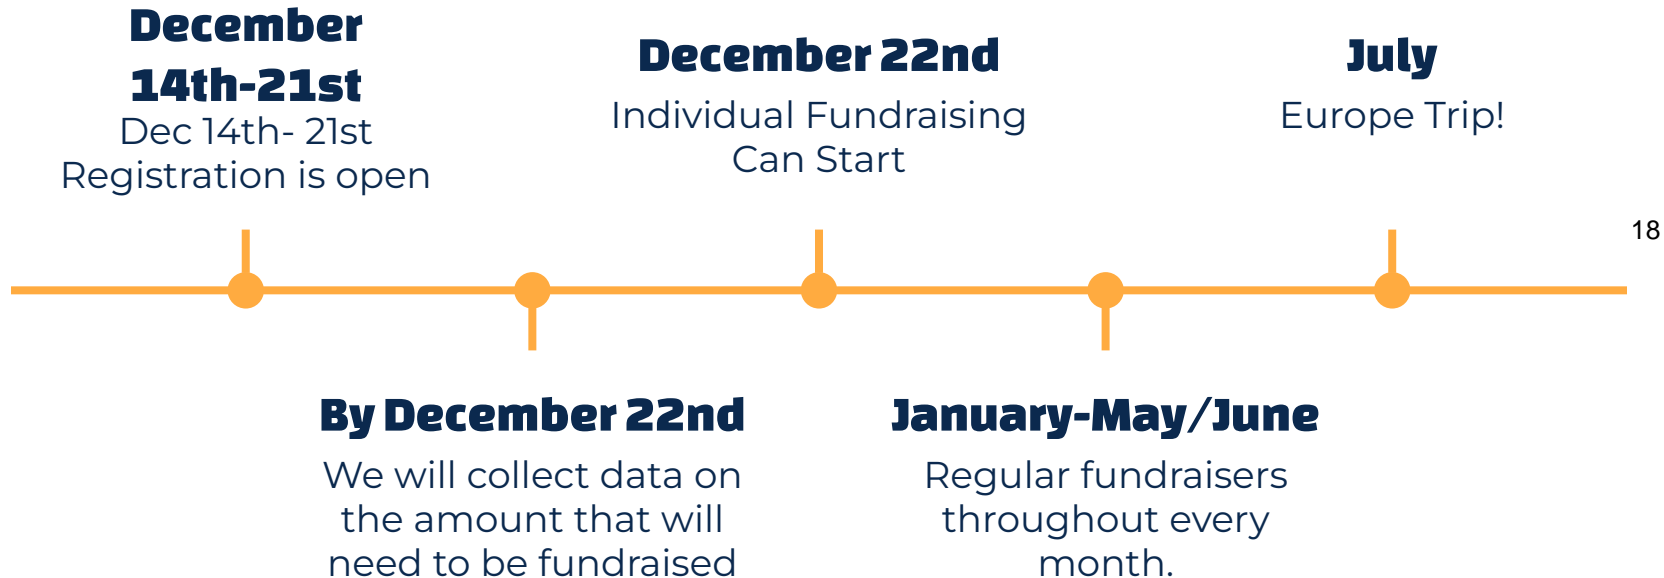 December
14th-21st
Dec 14th- 21st
Registration is open
December 22nd
Individual Fundraising
Can Start
July
Europe Trip!
18
By December 22nd
We will collect data on
the amount that will
need to be fundraised
January-May/June
Regular fundraisers
throughout every
month.